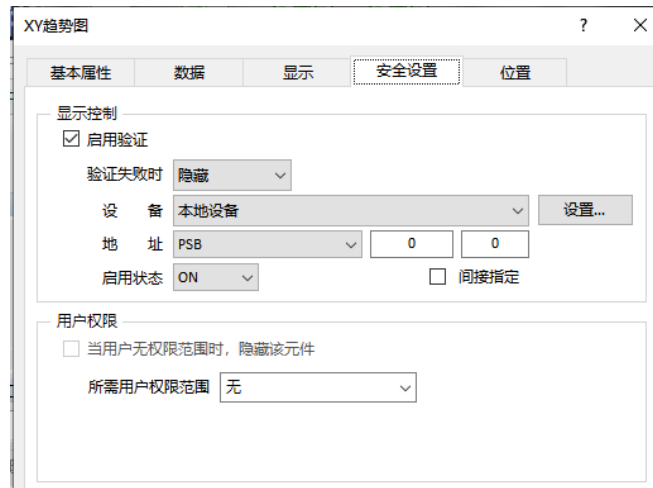 XY趋势图
基本属性 数据 显示 安全设置 位置
显示控制
启用验证
验证失败时 隐藏
设 备 本地设备 设置...
地 址 PSB 0 0
启用状态 ON 间接指定
用户权限
当用户无权限范围时，隐藏该元件
所需用户权限范围 无